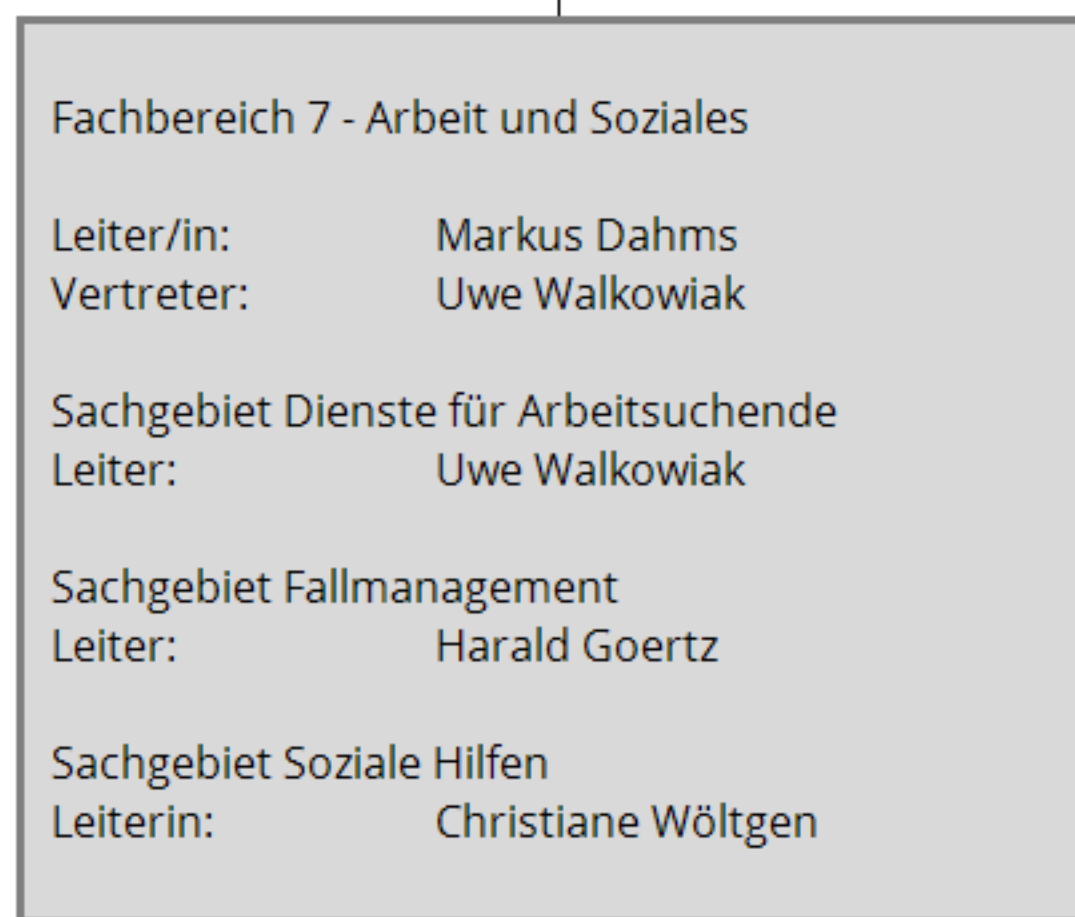 Fachbereich 7 - Arbeit und Soziales
Leiter/in: Markus Dahms
Vertreter: Uwe Walkowiak
Sachgebiet Dienste für Arbeitsuchende
Leiter: Uwe Walkowiak
Sachgebiet Fallmanagement
Leiter: Harald Goertz
Sachgebiet Soziale Hilfen
Leiterin: Christiane Wöltgen